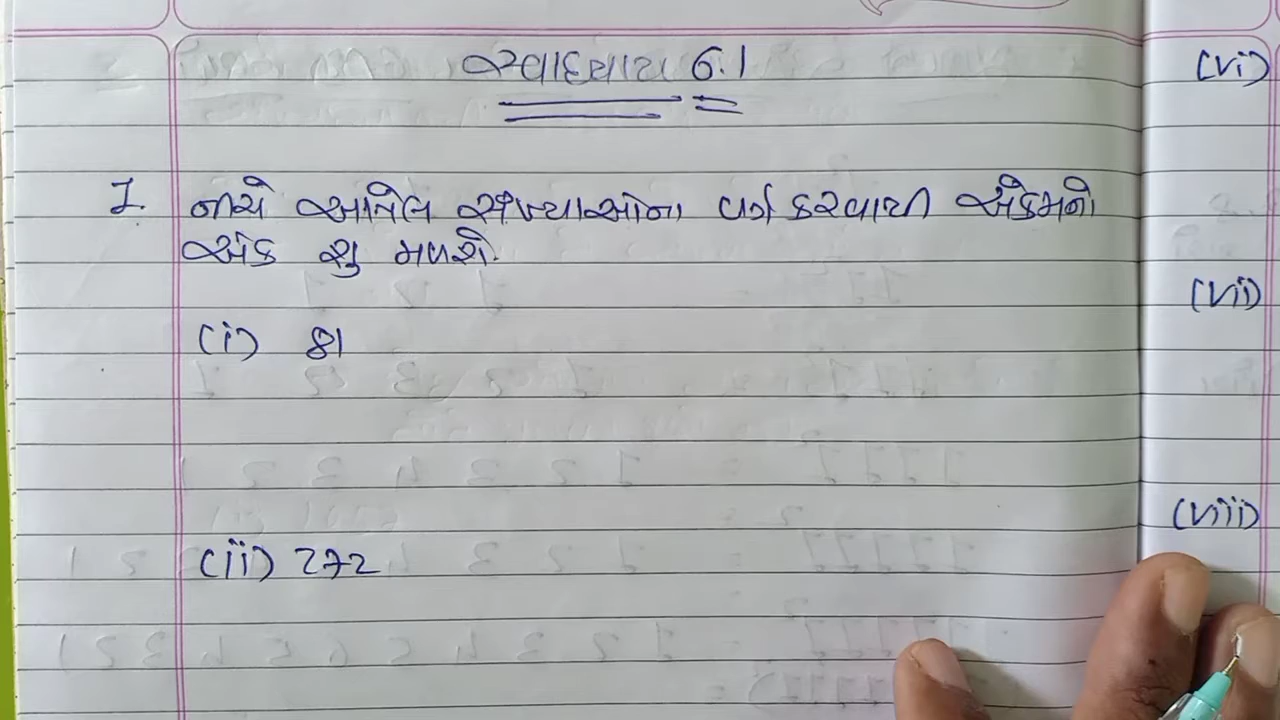 સ્વાધ્યાય 6.1
1. નીચે આપેલ સંખ્યાઓના વર્ગ કરવાથી એકમનો
અંક શુ મળશે.
(i) 81
(ii) 272
(vi)
(vii)
(viii)